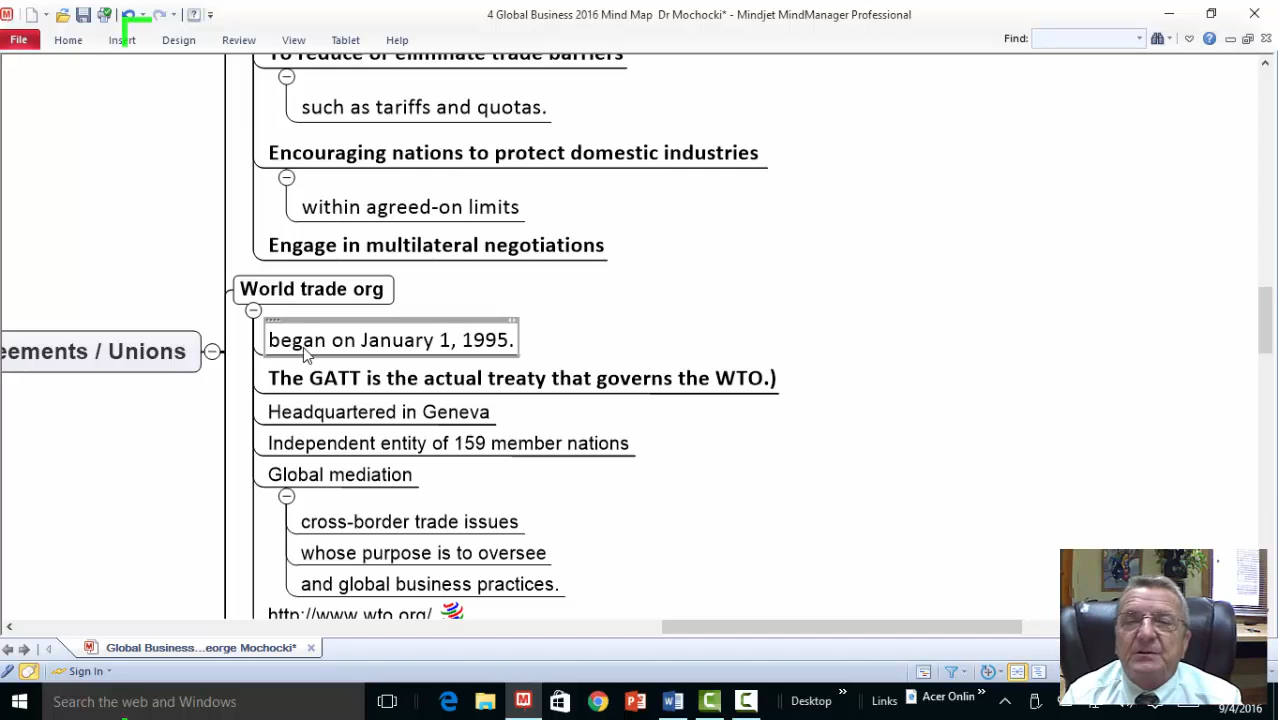 4 Global Business 2016 Mind Map Dr Mochocki* - Mindjet MindManager Professional
File Home Insert Design Review View Tablet Help Find:
To reduce or eliminate trade barriers
such as tariffs and quotas.
Encouraging nations to protect domestic industries
within agreed-on limits
Engage in multilateral negotiations
World trade org
began on January 1, 1995.
eements / Unions
The GATT is the actual treaty that governs the WTO.)
Headquartered in Geneva
Independent entity of 159 member nations
Global mediation
cross-border trade issues
whose purpose is to oversee
and global business practices.
http://www.wto.org/
Global Business...eorge Mochocki*
Sign In
Search the web and Windows Desktop Links Acer Onlin
9/4/2016